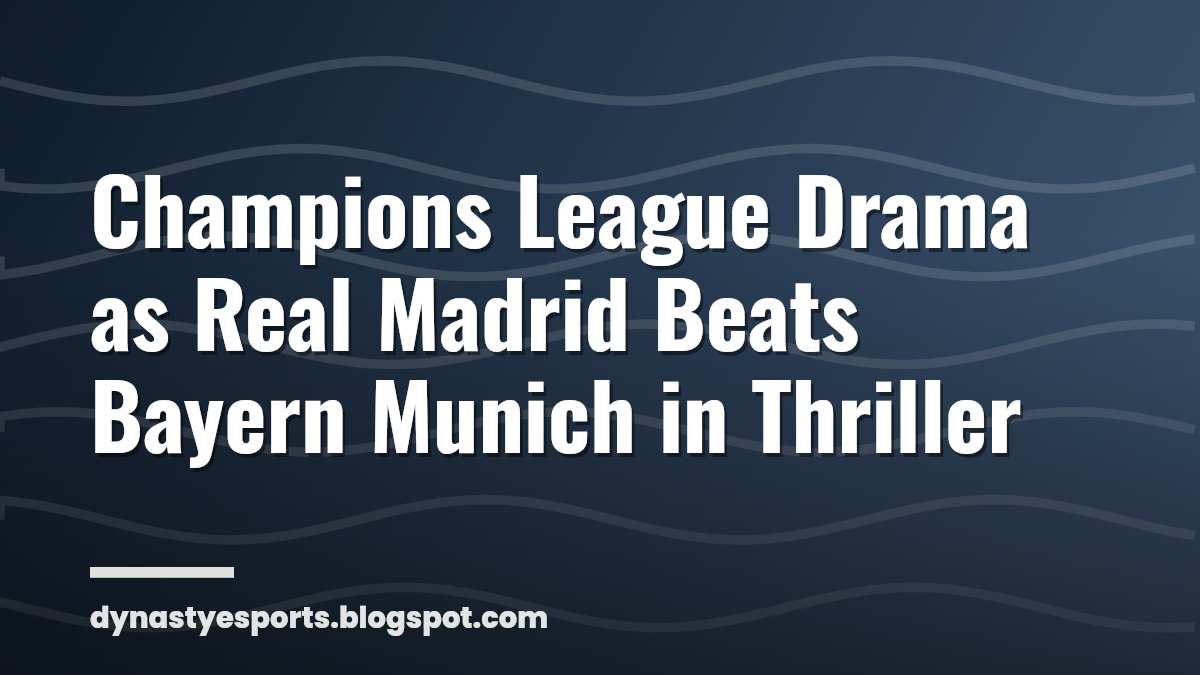 Champions League Drama
as Real Madrid Beats
Bayern Munich in Thriller
dynastyesports.blogspot.com